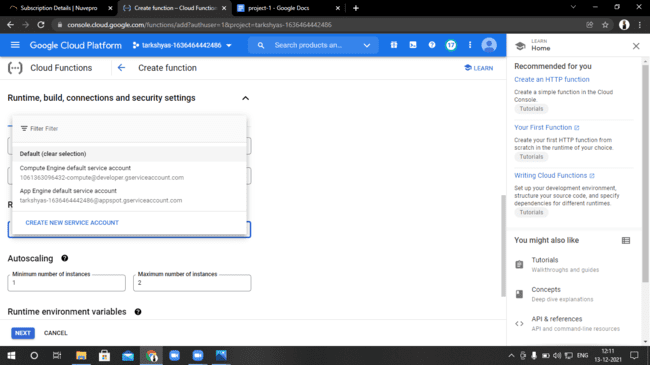 Subscription Details | Nuvepro
Create function – Cloud Functions
project-1 - Google Docs
console.cloud.google.com/functions/add?authuser=1&project=tarkshyas-1636464442486
Google Cloud Platform
tarkshyas-1636464442486
Search products an...
17
Cloud Functions
Create function
LEARN
Runtime, build, connections and security settings
Filter Filter
Default (clear selection)
Compute Engine default service account
1061363096432-compute@developer.gserviceaccount.com
App Engine default service account
tarkshyas-1636464442486@appspot.gserviceaccount.com
CREATE NEW SERVICE ACCOUNT
R
Autoscaling
Minimum number of instances
1
Maximum number of instances
2
Runtime environment variables
NEXT
CANCEL
LEARN
Home
Recommended for you
Create an HTTP function
Create a simple function in the Cloud
Console.
Tutorials
Your First Function
Create your first HTTP function from
scratch in the runtime of your choice.
Tutorials
Writing Cloud Functions
Set up your development environment,
structure your source code, and specify
dependencies for different runtimes.
Tutorials
You might also like
Tutorials
Walkthroughs and guides
Concepts
Deep dive explanations
API & references
API and command-line resources
ENG
12:11
13-12-2021